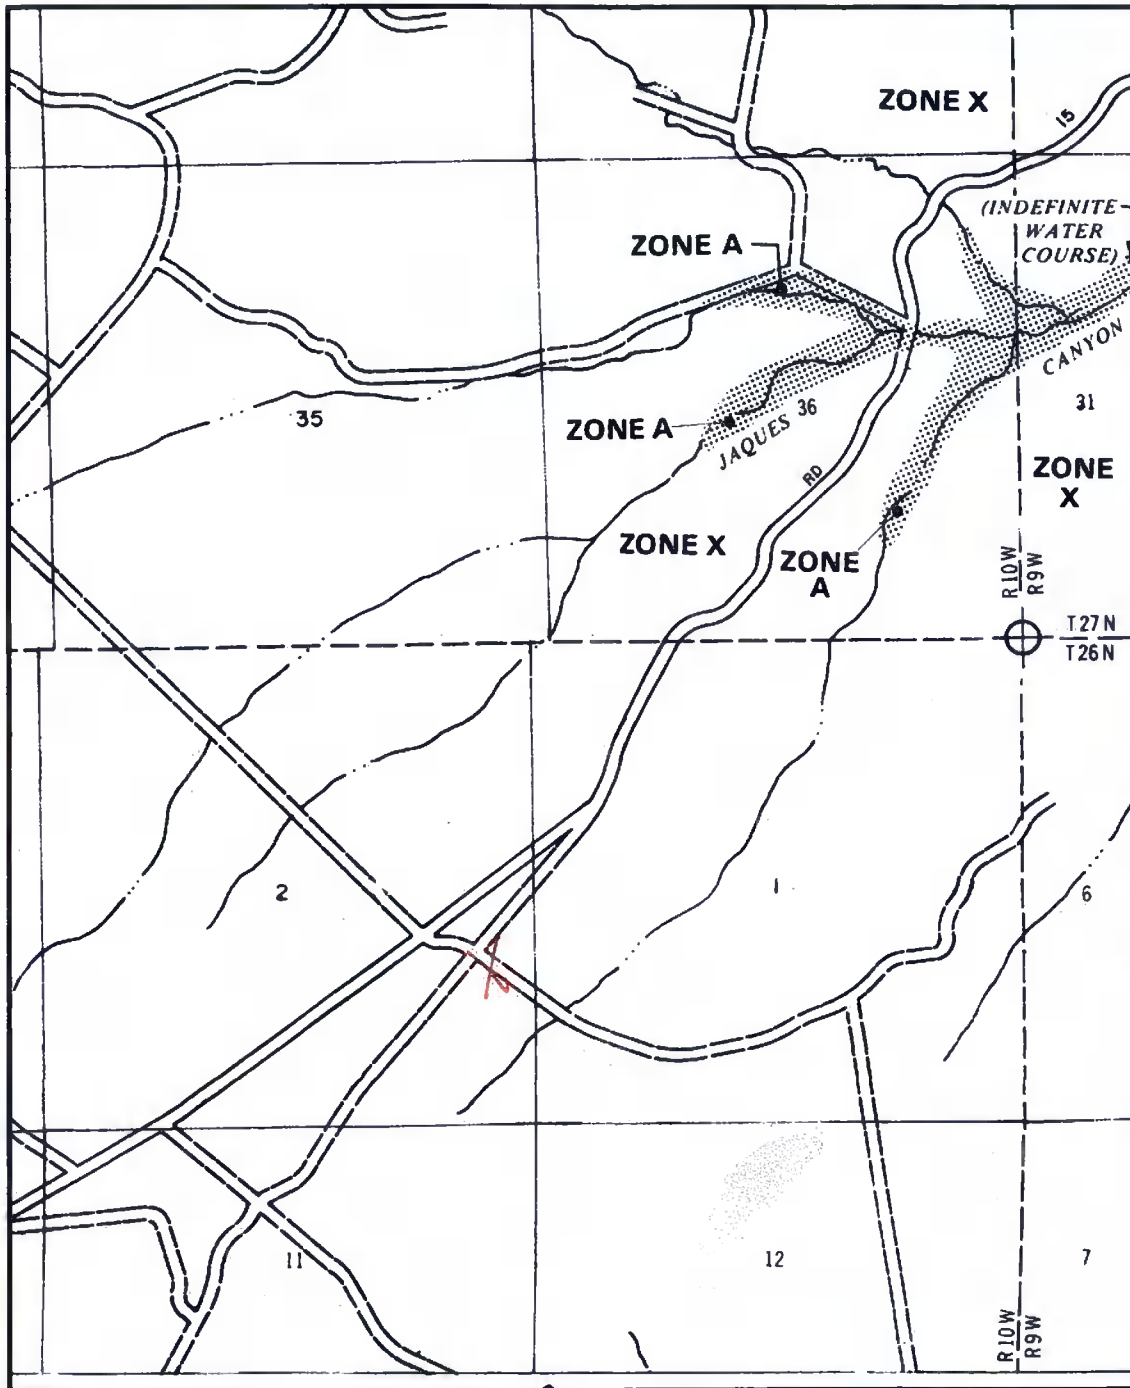 ZONE X
15
(INDEFINITE
WATER
COURSE)
ZONE A
CANYON
31
ZONE A
JAQUES
36
35
RD
ZONE
X
ZONE X
ZONE
A
R10W
R9W
T27N
T26N
2
1
6
11
12
7
R10W
R9W